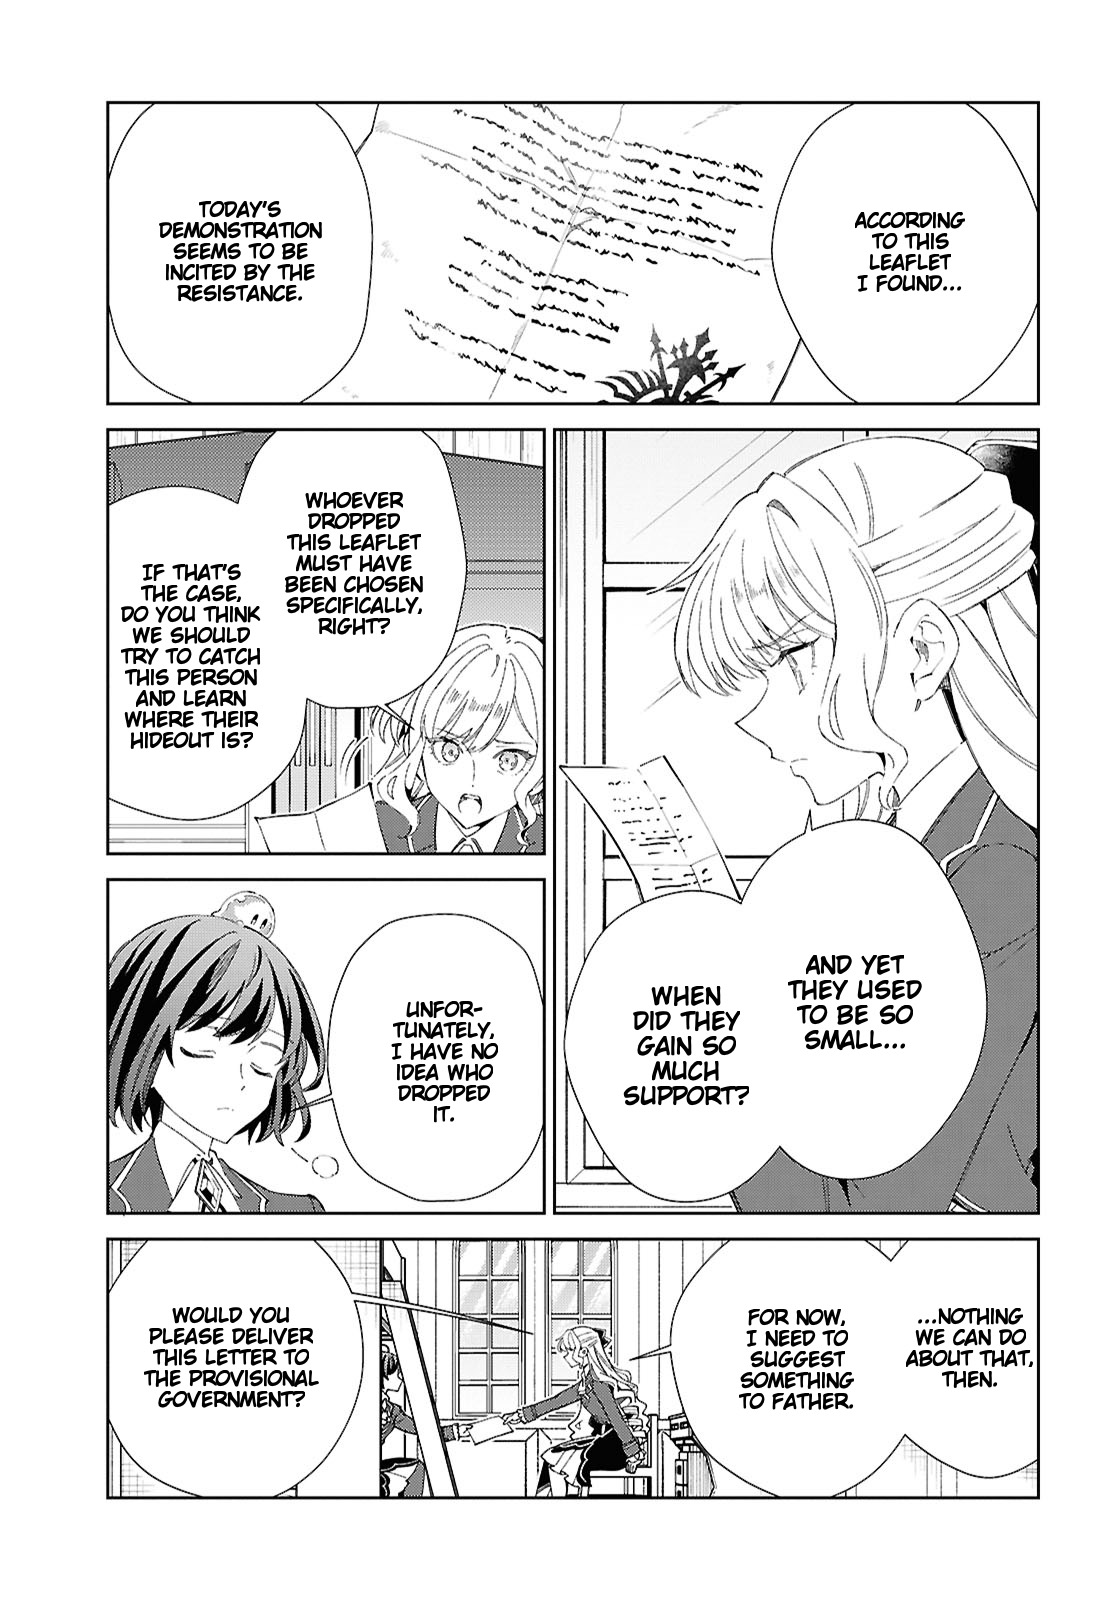 ACCORDING
TO THIS
LEAFLET
I FOUND...
TODAY'S
DEMONSTRATION
SEEMS TO BE
INCITED BY THE
RESISTANCE.
AND YET
THEY USED
TO BE SO
SMALL...
WHEN
DID THEY
GAIN SO
MUCH
SUPPORT?
WHOEVER
DROPPED
THIS LEAFLET
MUST HAVE
BEEN CHOSEN
SPECIFICALLY,
RIGHT?
IF THAT'S
THE CASE,
DO YOU THINK
WE SHOULD
TRY TO CATCH
THIS PERSON
AND LEARN
WHERE THEIR
HIDEOUT IS?
UNFOR-
TUNATELY,
I HAVE NO
IDEA WHO
DROPPED
IT.
...NOTHING
WE CAN DO
ABOUT THAT,
THEN.
FOR NOW,
I NEED TO
SUGGEST
SOMETHING
TO FATHER.
WOULD YOU
PLEASE DELIVER
THIS LETTER TO
THE PROVISIONAL
GOVERNMENT?